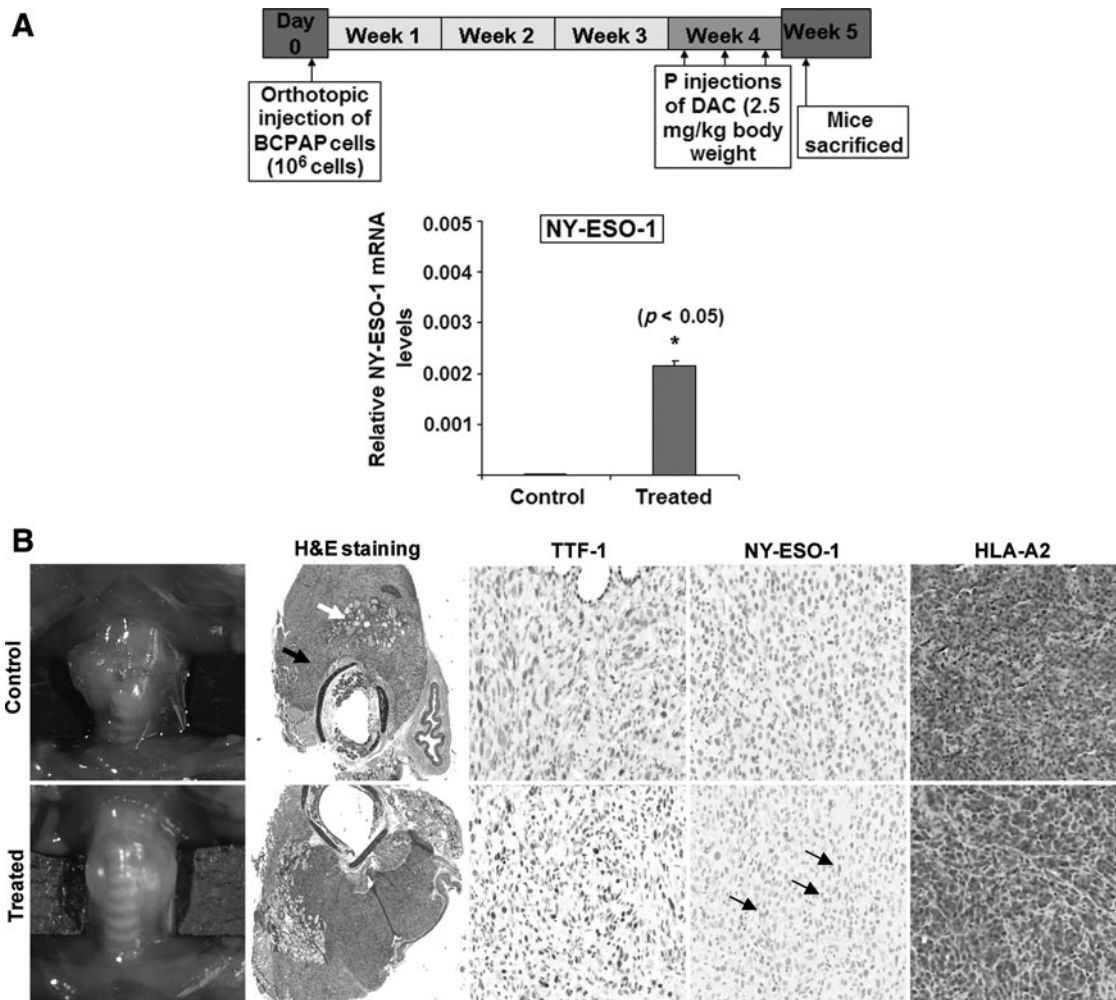 A
Day
0
Week 1
Week 2
Week 3
Week 4
Week 5
Orthotopic
injection of
BCPAP cells
(10⁶ cells)
P injections
of DAC (2.5
mg/kg body
weight
Mice
sacrificed
NY-ESO-1
Relative NY-ESO-1 mRNA
levels
0.005
0.004
0.003
0.002
0.001
(p < 0.05)
*
Control
Treated
B
H&E staining
TTF-1
NY-ESO-1
HLA-A2
Control
Treated